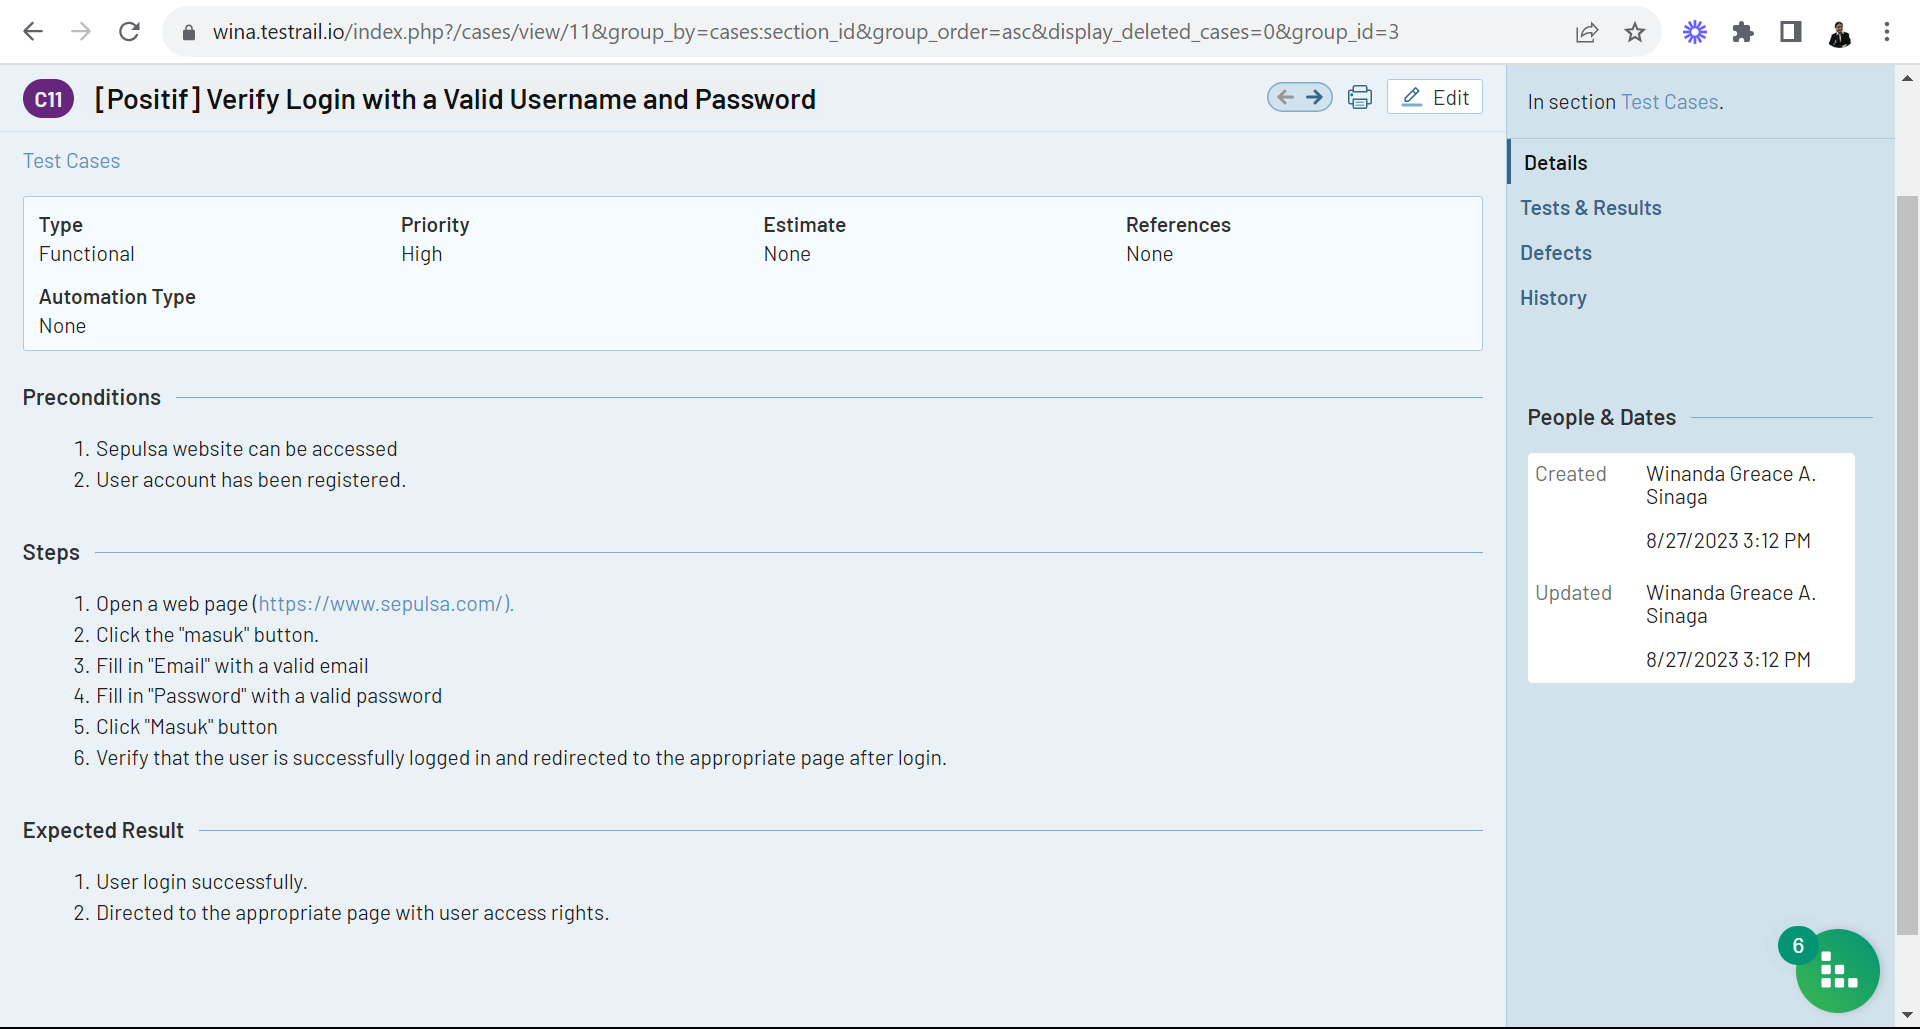 wina.testrail.io/index.php?/cases/view/11&group_by=cases:section_id&group_order=asc&display_deleted_cases=0&group_id=3
C11 [Positif] Verify Login with a Valid Username and Password
Edit
Test Cases
Type
Functional
Priority
High
Estimate
None
References
None
Automation Type
None
Preconditions
1. Sepulsa website can be accessed
2. User account has been registered.
Steps
1. Open a web page (https://www.sepulsa.com/).
2. Click the "masuk" button.
3. Fill in "Email" with a valid email
4. Fill in "Password" with a valid password
5. Click "Masuk" button
6. Verify that the user is successfully logged in and redirected to the appropriate page after login.
Expected Result
1. User login successfully.
2. Directed to the appropriate page with user access rights.
In section Test Cases.
Details
Tests & Results
Defects
History
People & Dates
Created
Winanda Greace A.
Sinaga
8/27/2023 3:12 PM
Updated
Winanda Greace A.
Sinaga
8/27/2023 3:12 PM
6